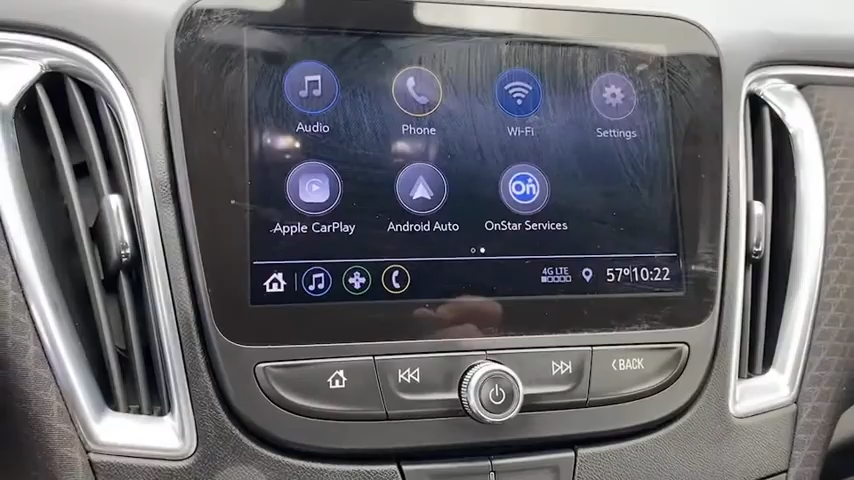 Audio Phone Wi-Fi Settings
Apple CarPlay Android Auto OnStar Services
On
4G LTE 57° 10:22
BACK